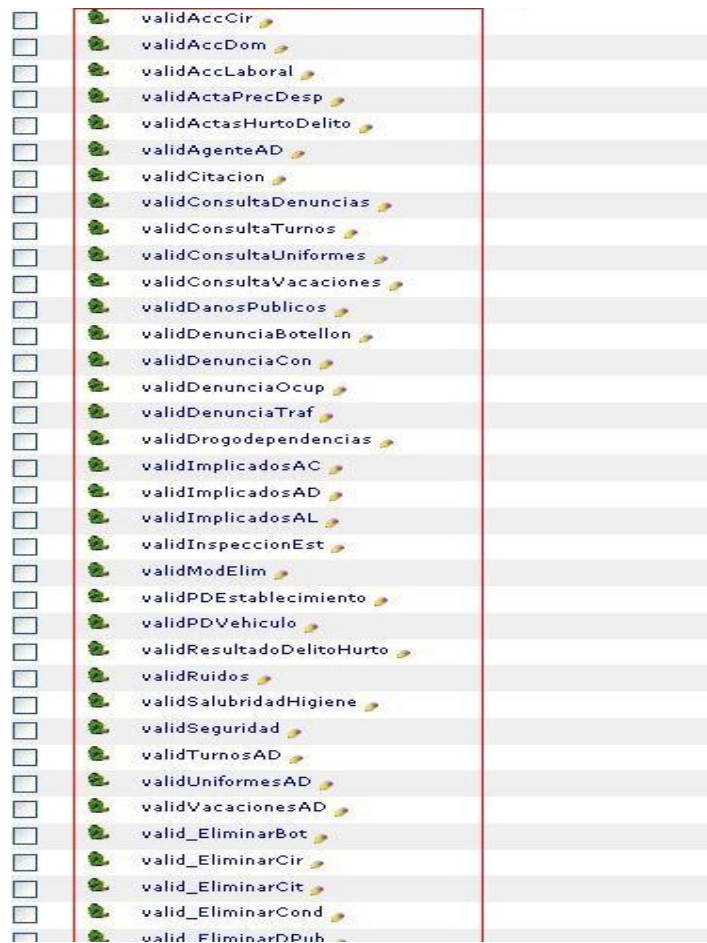 validAccCir
validAccDom
validAccLaboral
validActaPrecDesp
validActasHurtoDelito
validAgenteAD
validCitacion
validConsultaDenuncias
validConsultaTurnos
validConsultaUniformes
validConsultaVacaciones
validDanosPublicos
validDenunciaBotellon
validDenunciaCon
validDenunciaOcup
validDenunciaTraf
validDrogodependencias
validImplicadosAC
validImplicadosAD
validImplicadosAL
validInspeccionEst
validModElim
validPDEstablecimiento
validPDVehiculo
validResultadoDelitoHurto
validRuidos
validSalubridadHigiene
validSeguridad
validTurnosAD
validUniformesAD
validVacacionesAD
valid_EliminarBot
valid_EliminarCir
valid_EliminarCit
valid_EliminarCond
valid_EliminarDPub